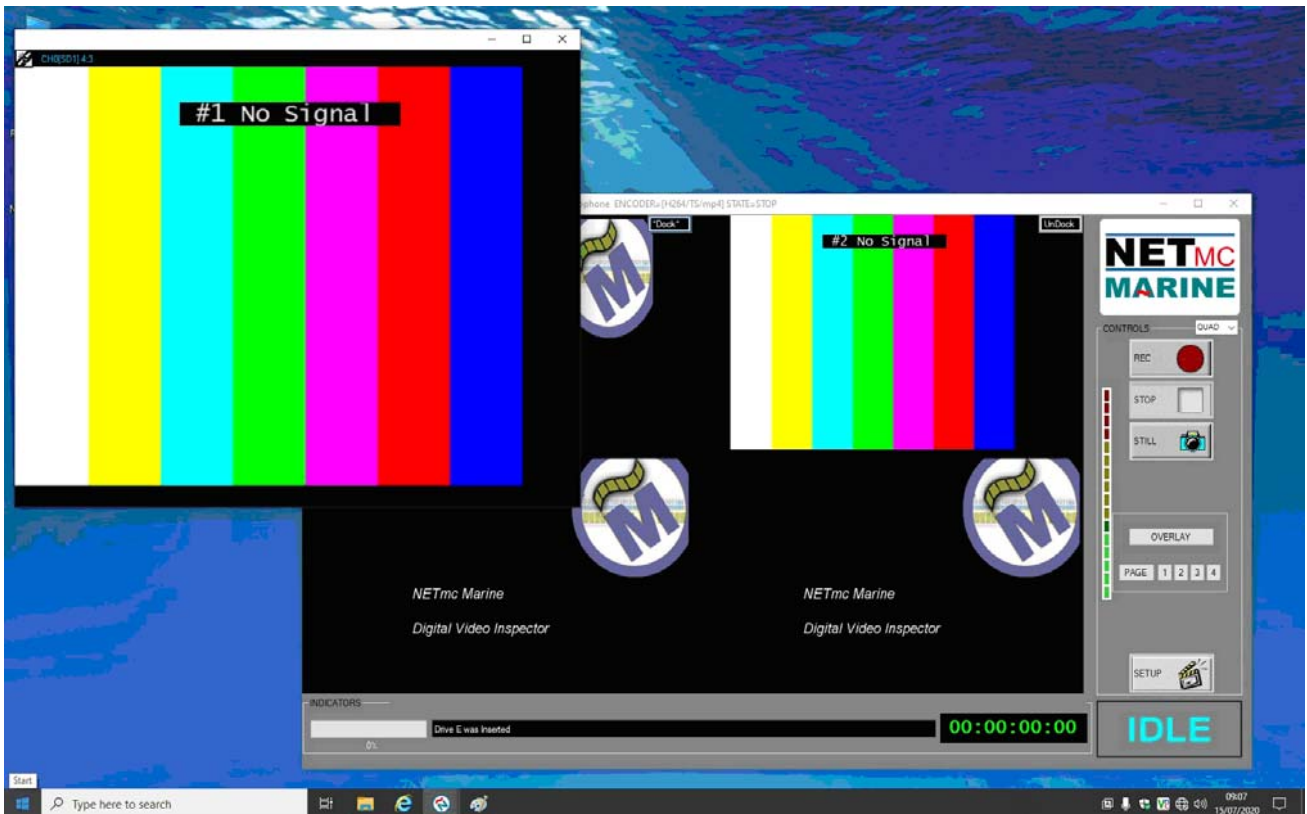 CH0[SD1] 4:3
#1 No Signal
ENCODER=[H264/TS/mp4] STATE=STOP
"Dock"
#2 No Signal
UnDock
NETMC
MARINE
CONTROLS
QUAD
REC
STOP
STILL
OVERLAY
PAGE 1 2 3 4
SETUP
NETmc Marine
Digital Video Inspector
NETmc Marine
Digital Video Inspector
INDICATORS
Drive E was Inserted
0%
00:00:00:00
IDLE
Start
Type here to search
09:07
15/07/2020